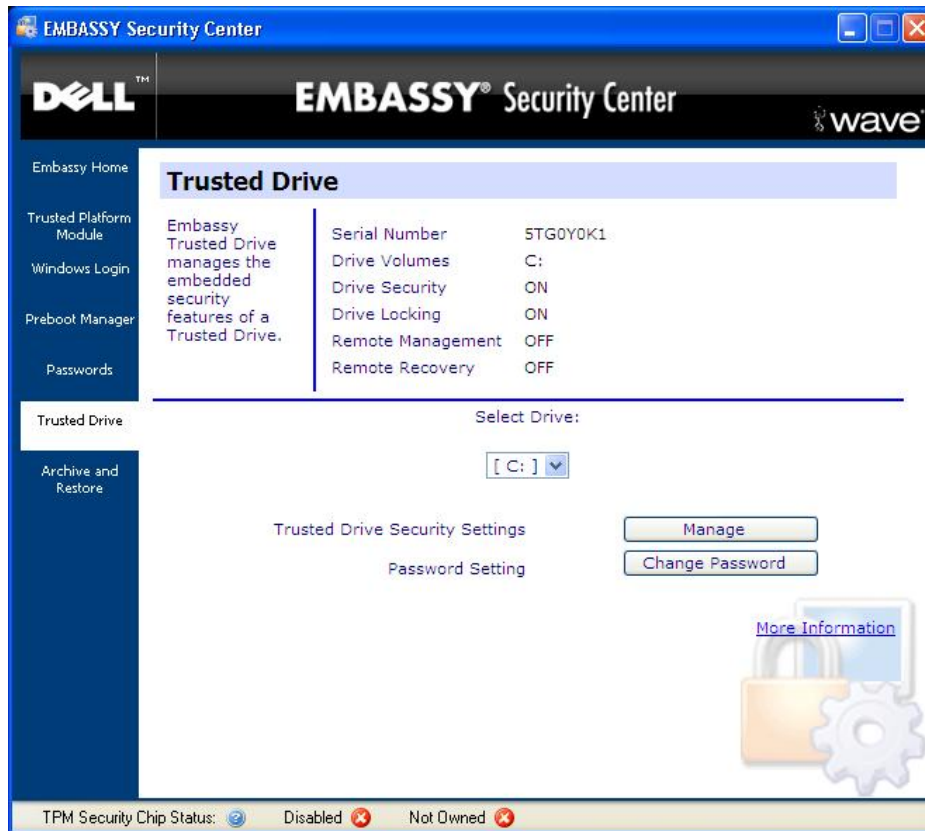 EMBASSY Security Center
DELL™
EMBASSY® Security Center
wave
Embassy Home
Trusted Platform
Module
Windows Login
Preboot Manager
Passwords
Trusted Drive
Archive and
Restore
Trusted Drive
Embassy
Trusted Drive
manages the
embedded
security
features of a
Trusted Drive.
Serial Number 5TG0Y0K1
Drive Volumes C:
Drive Security ON
Drive Locking ON
Remote Management OFF
Remote Recovery OFF
Select Drive:
[ C: ]
Trusted Drive Security Settings Manage
Password Setting Change Password
More Information
TPM Security Chip Status: Disabled Not Owned